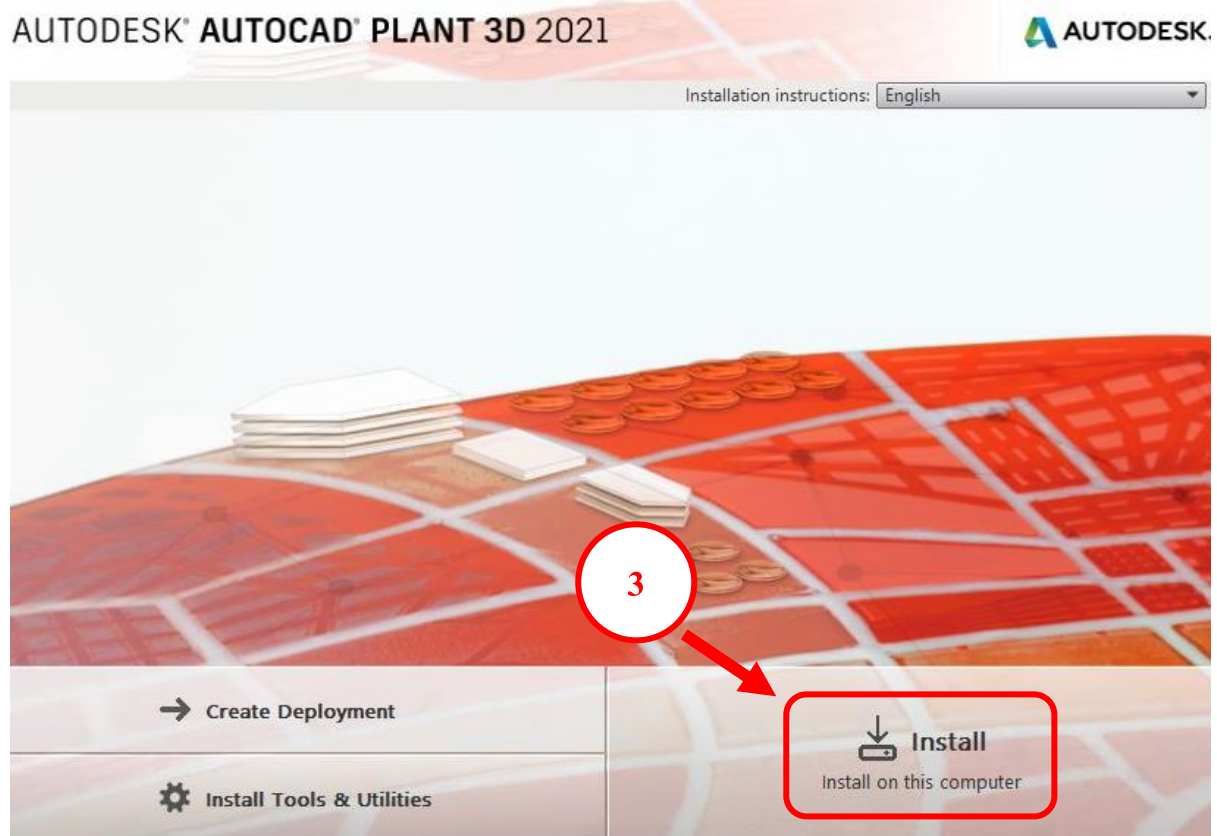 AUTODESK® AUTOCAD® PLANT 3D 2021
AUTODESK.
Installation instructions: English
3
Create Deployment
Install
Install on this computer
Install Tools & Utilities